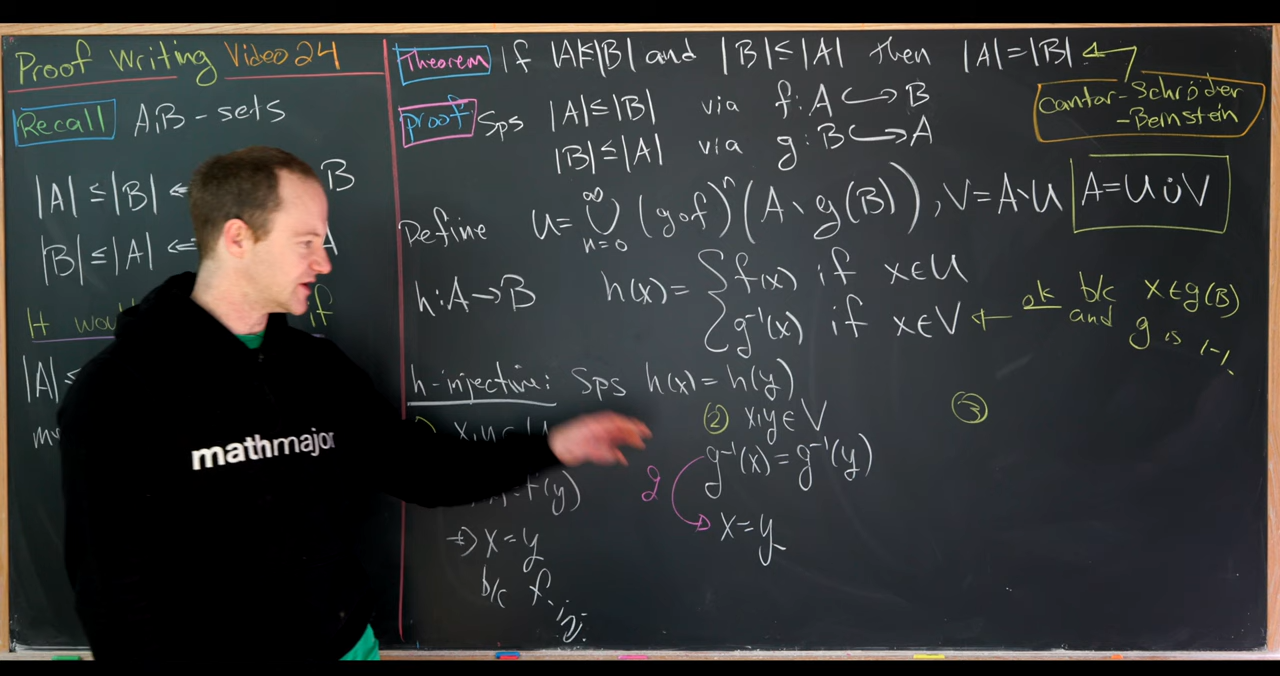 Proof Writing Video 24
Recall A,B - sets
|A| ≤ |B| ⇐ B
|B| ≤ |A| ⇐ A
It wou if
|A| ≤
Theorem If |A|≤|B| and |B| ≤ |A| then |A| = |B|
Cantor-Schröder
-Bernstein
Proof: Sps |A| ≤ |B| via f: A ↪ B
|B| ≤ |A| via g: B ↪ A
Define U = ⋃_{n=0}^{∞} (g∘f)^n (A \ g(B)), V = A \ U A = U ⊍ V
h: A → B h(x) = { f(x) if x ∈ U
g⁻¹(x) if x ∈ V ← ok b/c x ∈ g(B)
and g is 1-1.
h-injective: Sps h(x) = h(y)
x,y ∈ U
= f(y)
⇒ x = y
b/c f inj.
② x,y ∈ V
g⁻¹(x) = g⁻¹(y)
g
x = y
③
mathmajor